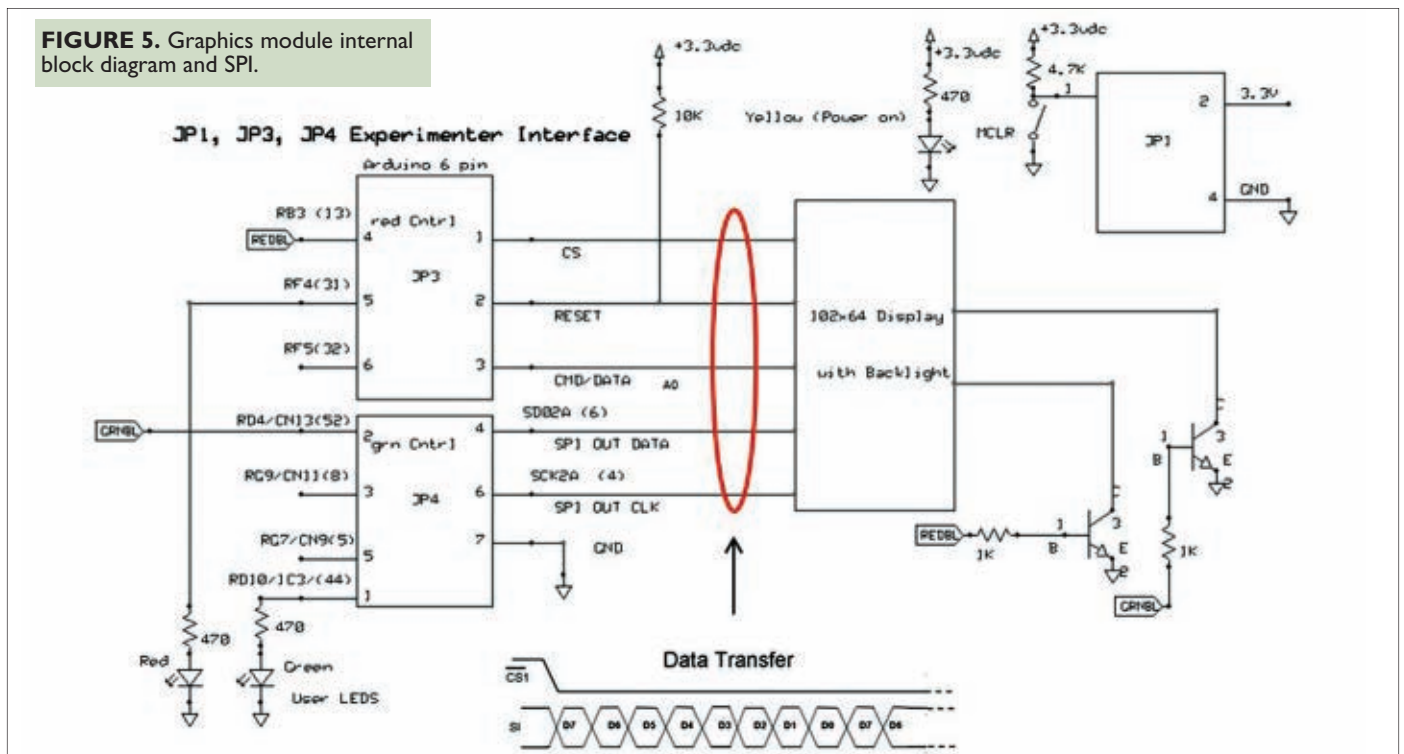 FIGURE 5. Graphics module internal
block diagram and SPI.
JP1, JP3, JP4 Experimenter Interface
Arduino 6 pin
RB3 (13)
REDBL
4
red Cntrl
1
CS
JP3
RF4(31)
5
2
RESET
RF5(32)
6
3
CMD/DATA A0
+3.3vdc
10K
Yellow (Power on)
+3.3vdc
470
+3.3vdc
4.7K
1
MCLR
2
3.3V
JP1
4
GND
102x64 Display
with Backlight
GRNBL
RD4/CN13(52)
2
grn Cntrl
4
SDO2A (6)
SPI OUT DATA
RG9/CN11(8)
3
JP4
6
SCK2A (4)
SPI OUT CLK
RG7/CN9(5)
5
7
GND
RD10/IC3/(44)
1
470
470
Red
Green
User LEDS
REDBL
1K
1
B
C
3
E
2
1
B
C
3
E
2
1K
GRNBL
Data Transfer
CS1
SI
D7 D6 D5 D4 D3 D2 D1 D0 D7 D6